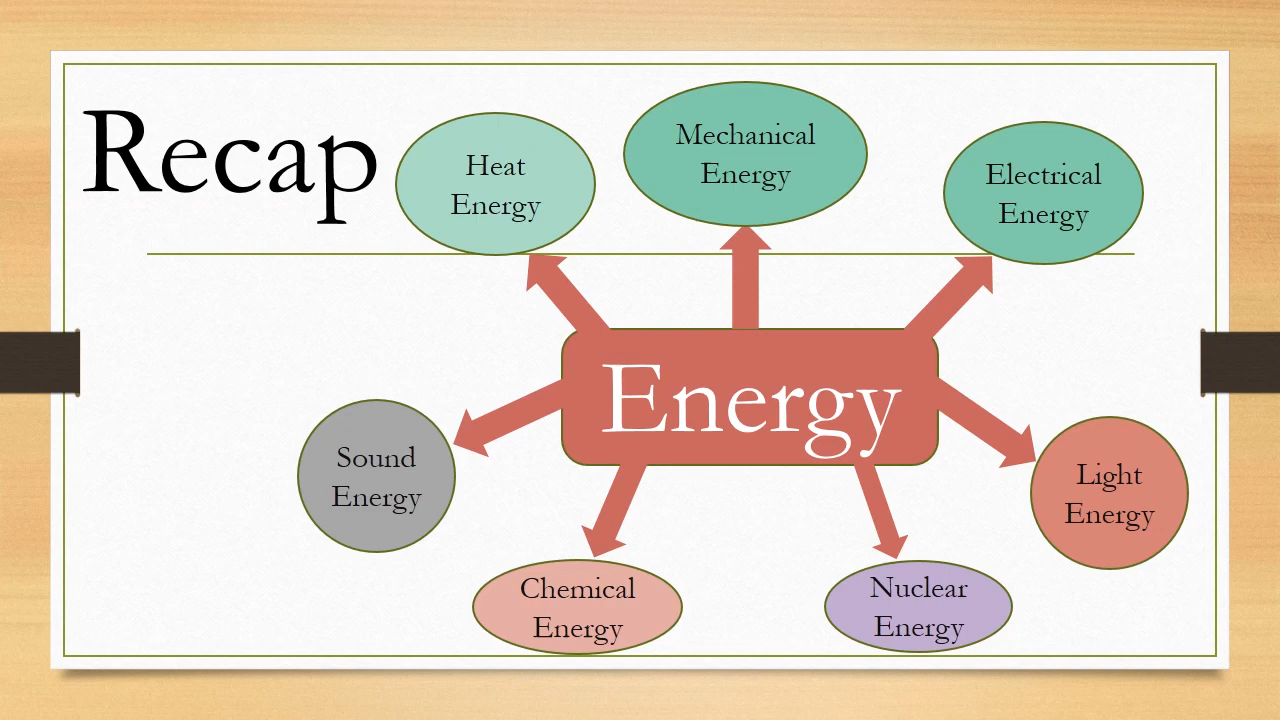 Recap
Heat
Energy
Mechanical
Energy
Electrical
Energy
Energy
Sound
Energy
Light
Energy
Chemical
Energy
Nuclear
Energy